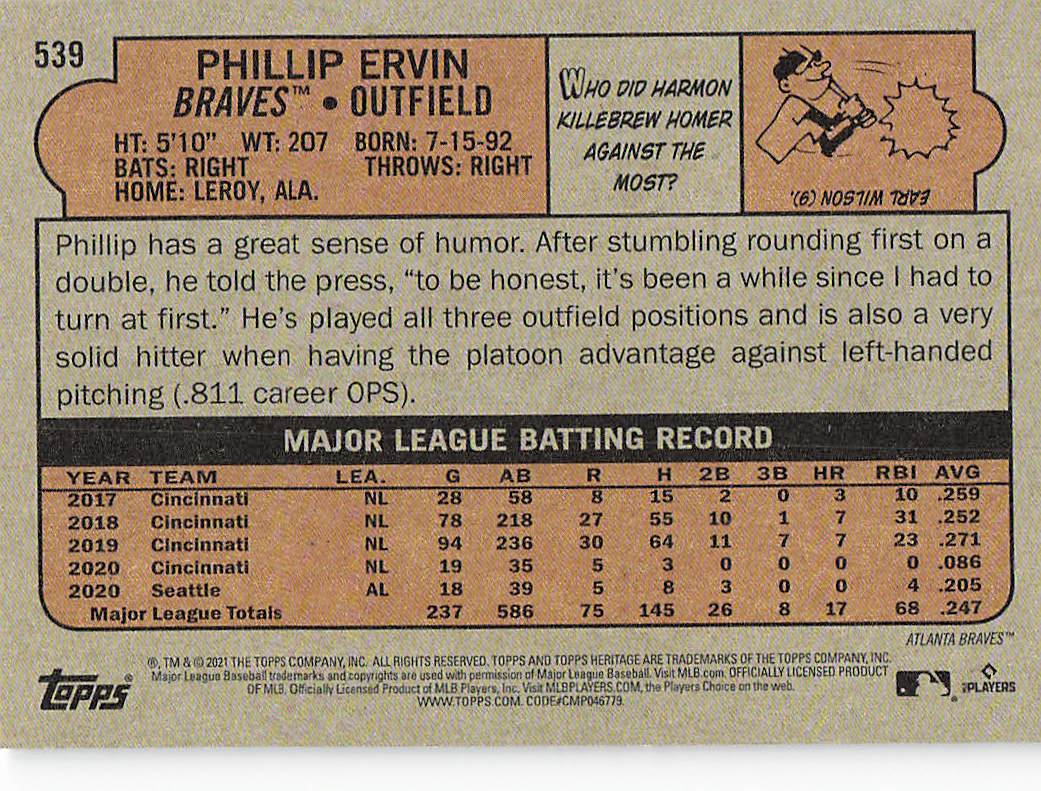 539
PHILLIP ERVIN
BRAVES™ • OUTFIELD
HT: 5'10" WT: 207 BORN: 7-15-92
BATS: RIGHT THROWS: RIGHT
HOME: LEROY, ALA.
WHO DID HARMON
KILLEBREW HOMER
AGAINST THE
MOST?
EARL WILSON (9).
Phillip has a great sense of humor. After stumbling rounding first on a
double, he told the press, "to be honest, it's been a while since I had to
turn at first." He's played all three outfield positions and is also a very
solid hitter when having the platoon advantage against left-handed
pitching (.811 career OPS).
MAJOR LEAGUE BATTING RECORD
YEAR TEAM LEA. G AB R H 2B 3B HR RBI AVG
2017 Cincinnati NL 28 58 8 15 2 0 3 10 .259
2018 Cincinnati NL 78 218 27 55 10 1 7 31 .252
2019 Cincinnati NL 94 236 30 64 11 7 7 23 .271
2020 Cincinnati NL 19 35 5 3 0 0 0 0 .086
2020 Seattle AL 18 39 5 8 3 0 0 4 .205
Major League Totals 237 586 75 145 26 8 17 68 .247
ATLANTA BRAVES™
®, TM & © 2021 THE TOPPS COMPANY, INC. ALL RIGHTS RESERVED. TOPPS AND TOPPS HERITAGE ARE TRADEMARKS OF THE TOPPS COMPANY, INC.
Major League Baseball trademarks and copyrights are used with permission of Major League Baseball. Visit MLB.com. OFFICIALLY LICENSED PRODUCT
OF MLB. Officially Licensed Product of MLB Players, Inc. Visit MLBPLAYERS.COM, the Players Choice on the web.
WWW.TOPPS.COM. CODE#CMP046779.
topps®
MLBPLAYERS